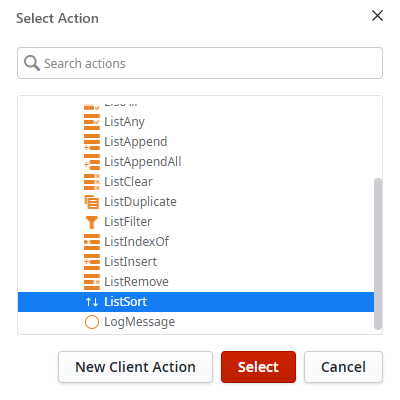 Select Action
Search actions
ListAny
ListAppend
ListAppendAll
ListClear
ListDuplicate
ListFilter
ListIndexOf
ListInsert
ListRemove
ListSort
LogMessage
New Client Action
Select
Cancel